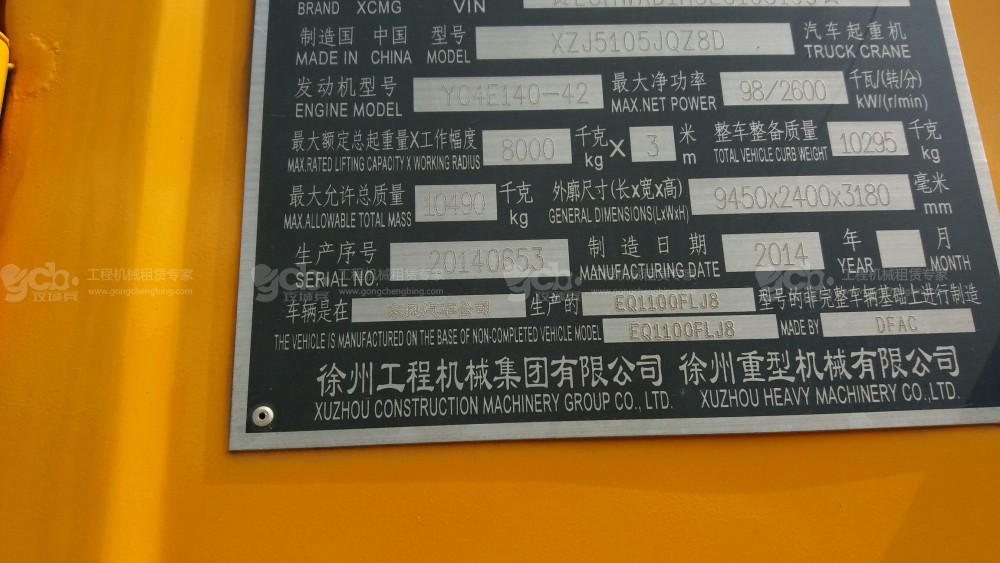 BRAND XCMG VIN
制造国 中国 型号 XZJ5105JQZ8D 汽车起重机
MADE IN CHINA MODEL TRUCK CRANE
发动机型号 YC4E140-42 最大净功率 98/2600 千瓦/(转/分)
ENGINE MODEL MAX.NET POWER kW/(r/min)
最大额定总起重量X工作幅度 8000 千克 X 3 米 整车整备质量 10295 千克
MAX.RATED LIFTING CAPACITY X WORKING RADIUS kg m TOTAL VEHICLE CURB WEIGHT kg
最大允许总质量 10490 千克 外廓尺寸(长x宽x高) 9450x2400x3180 毫米
MAX.ALLOWABLE TOTAL MASS kg GENERAL DIMENSIONS(LxWxH) mm
生产序号 20140653 制造日期 2014 年 月
SERIAL NO. MANUFACTURING DATE YEAR MONTH
车辆是在 东风汽车公司 生产的 EQ1100FLJ8 型号的非完整车辆基础上进行制造
THE VEHICLE IS MANUFACTURED ON THE BASE OF NON-COMPLETED VEHICLE MODEL EQ1100FLJ8 MADE BY DFAC
徐州工程机械集团有限公司 徐州重型机械有限公司
XUZHOU CONSTRUCTION MACHINERY GROUP CO., LTD. XUZHOU HEAVY MACHINERY CO.,LTD.
gcb 工程机械租赁专家
攻城兵 www.gongchengbing.com